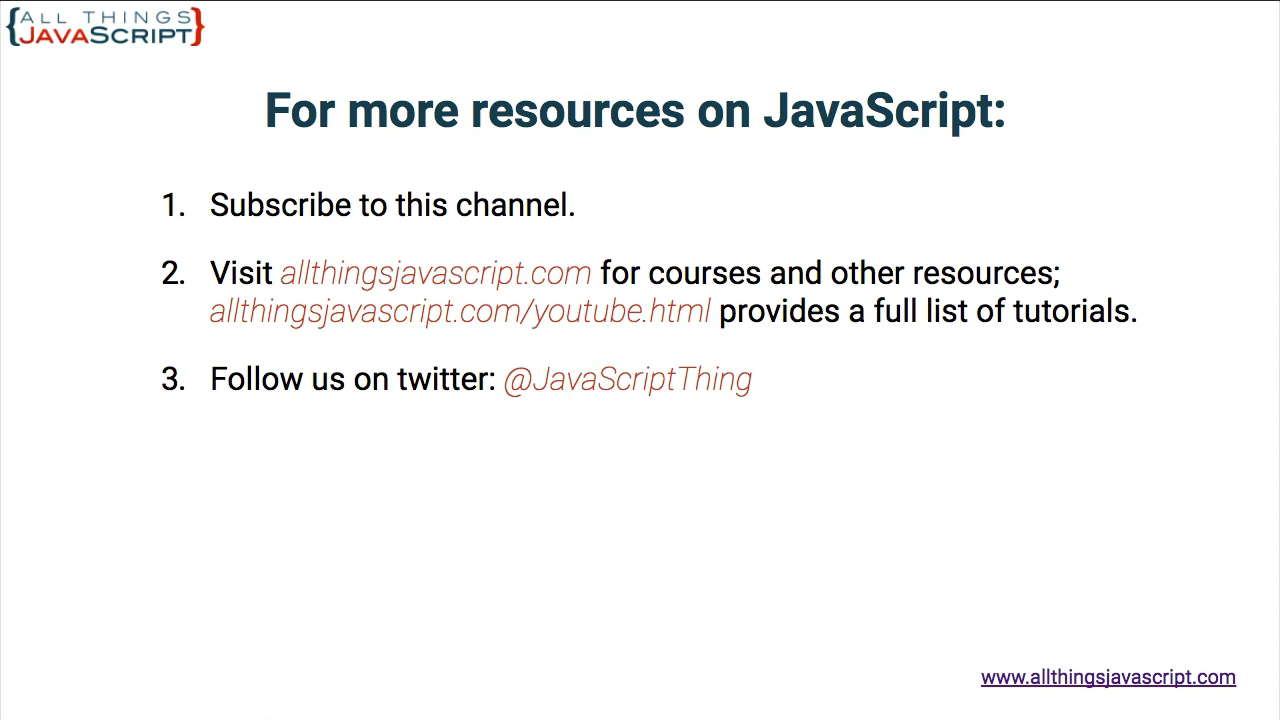 {ALL THINGS
JAVASCRIPT}
For more resources on JavaScript:
1. Subscribe to this channel.
2. Visit allthingsjavascript.com for courses and other resources;
allthingsjavascript.com/youtube.html provides a full list of tutorials.
3. Follow us on twitter: @JavaScriptThing
www.allthingsjavascript.com